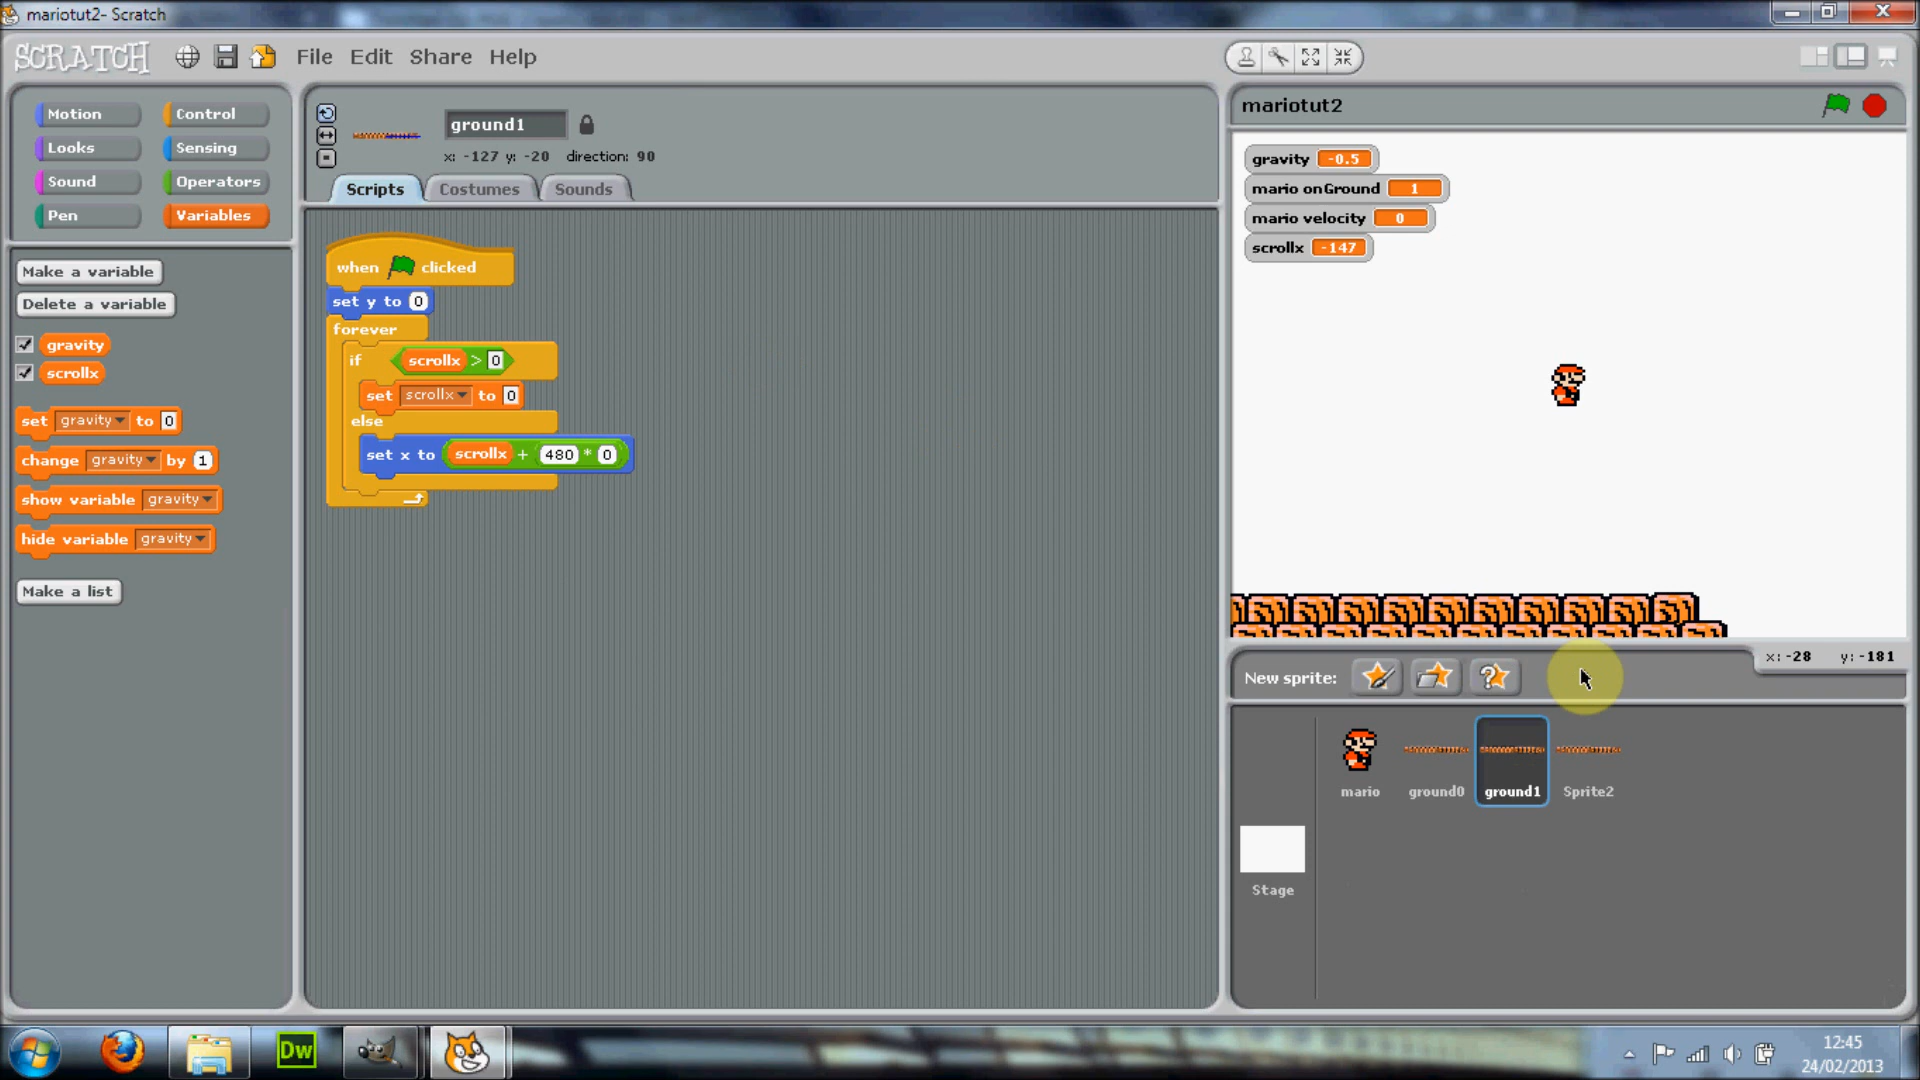 mariotut2- Scratch
SCRATCH File Edit Share Help
Motion Control
Looks Sensing
Sound Operators
Pen Variables
Make a variable
Delete a variable
gravity
scrollx
set gravity to 0
change gravity by 1
show variable gravity
hide variable gravity
Make a list
ground1
x: -127 y: -20 direction: 90
Scripts Costumes Sounds
when clicked
set y to 0
forever
if scrollx > 0
set scrollx to 0
else
set x to scrollx + 480 * 0
mariotut2
gravity -0.5
mario onGround 1
mario velocity 0
scrollx -147
x: -28 y: -181
New sprite:
mario ground0 ground1 Sprite2
Stage
Dw
12:45
24/02/2013